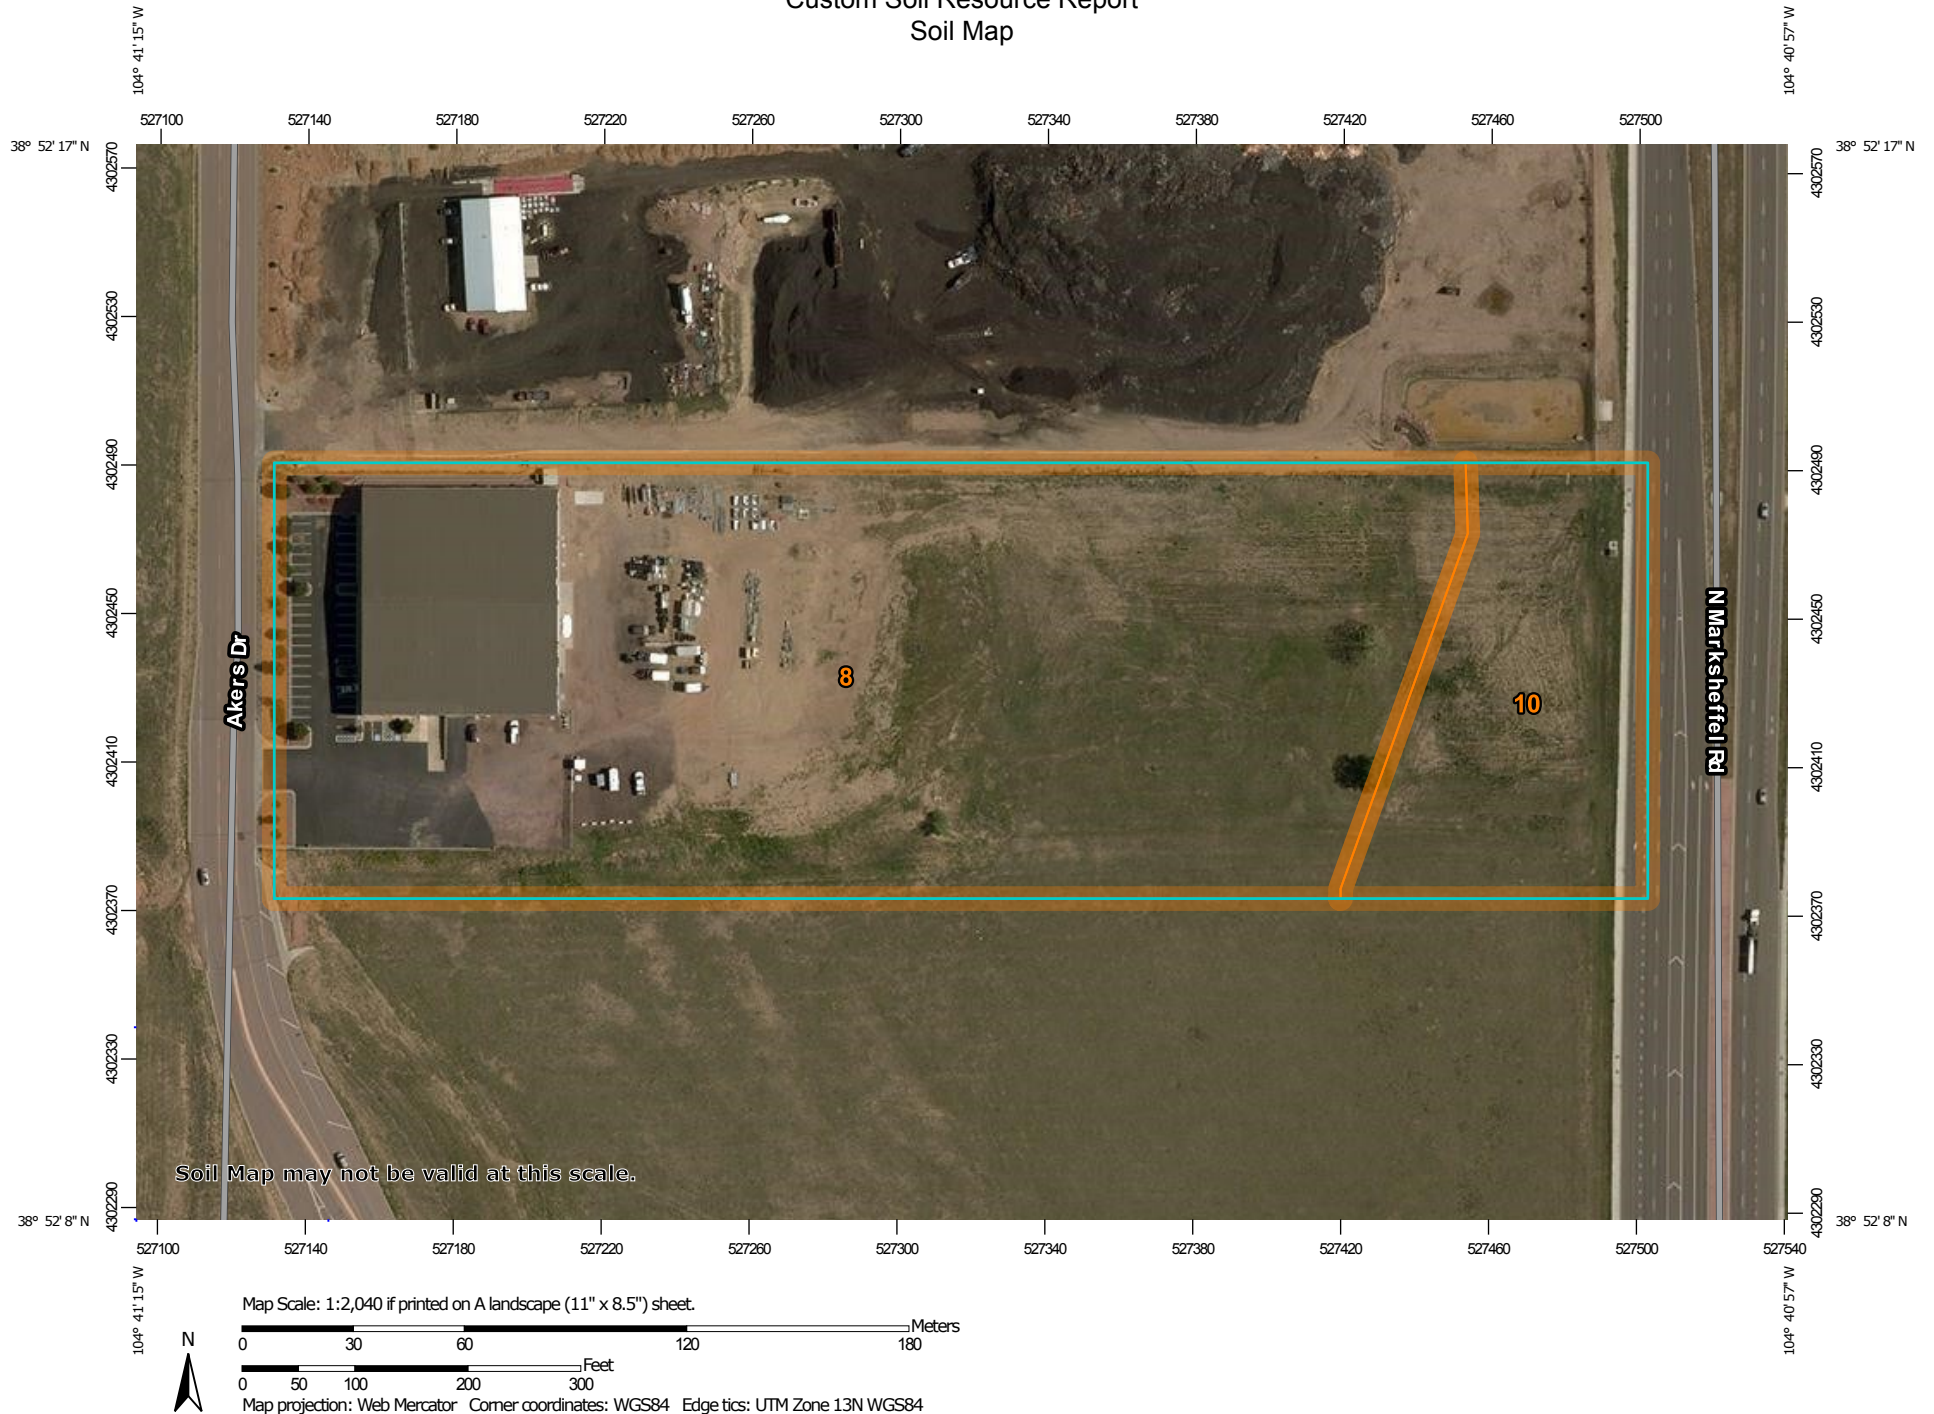 Custom Soil Resource Report
Soil Map
104° 41' 15" W
104° 40' 57" W
527100 527140 527180 527220 527260 527300 527340 527380 527420 527460 527500
38° 52' 17" N
38° 52' 17" N
4302570
4302570
4302530
4302530
4302490
4302490
4302450
4302450
Akers Dr
N Marksheffel Rd
8
10
4302410
4302410
4302370
4302370
4302330
4302330
Soil Map may not be valid at this scale.
4302290
4302290
38° 52' 8" N
38° 52' 8" N
527100 527140 527180 527220 527260 527300 527340 527380 527420 527460 527500 527540
104° 41' 15" W
104° 40' 57" W
Map Scale: 1:2,040 if printed on A landscape (11" x 8.5") sheet.
Meters
0 30 60 120 180
N
Feet
0 50 100 200 300
Map projection: Web Mercator Corner coordinates: WGS84 Edge tics: UTM Zone 13N WGS84